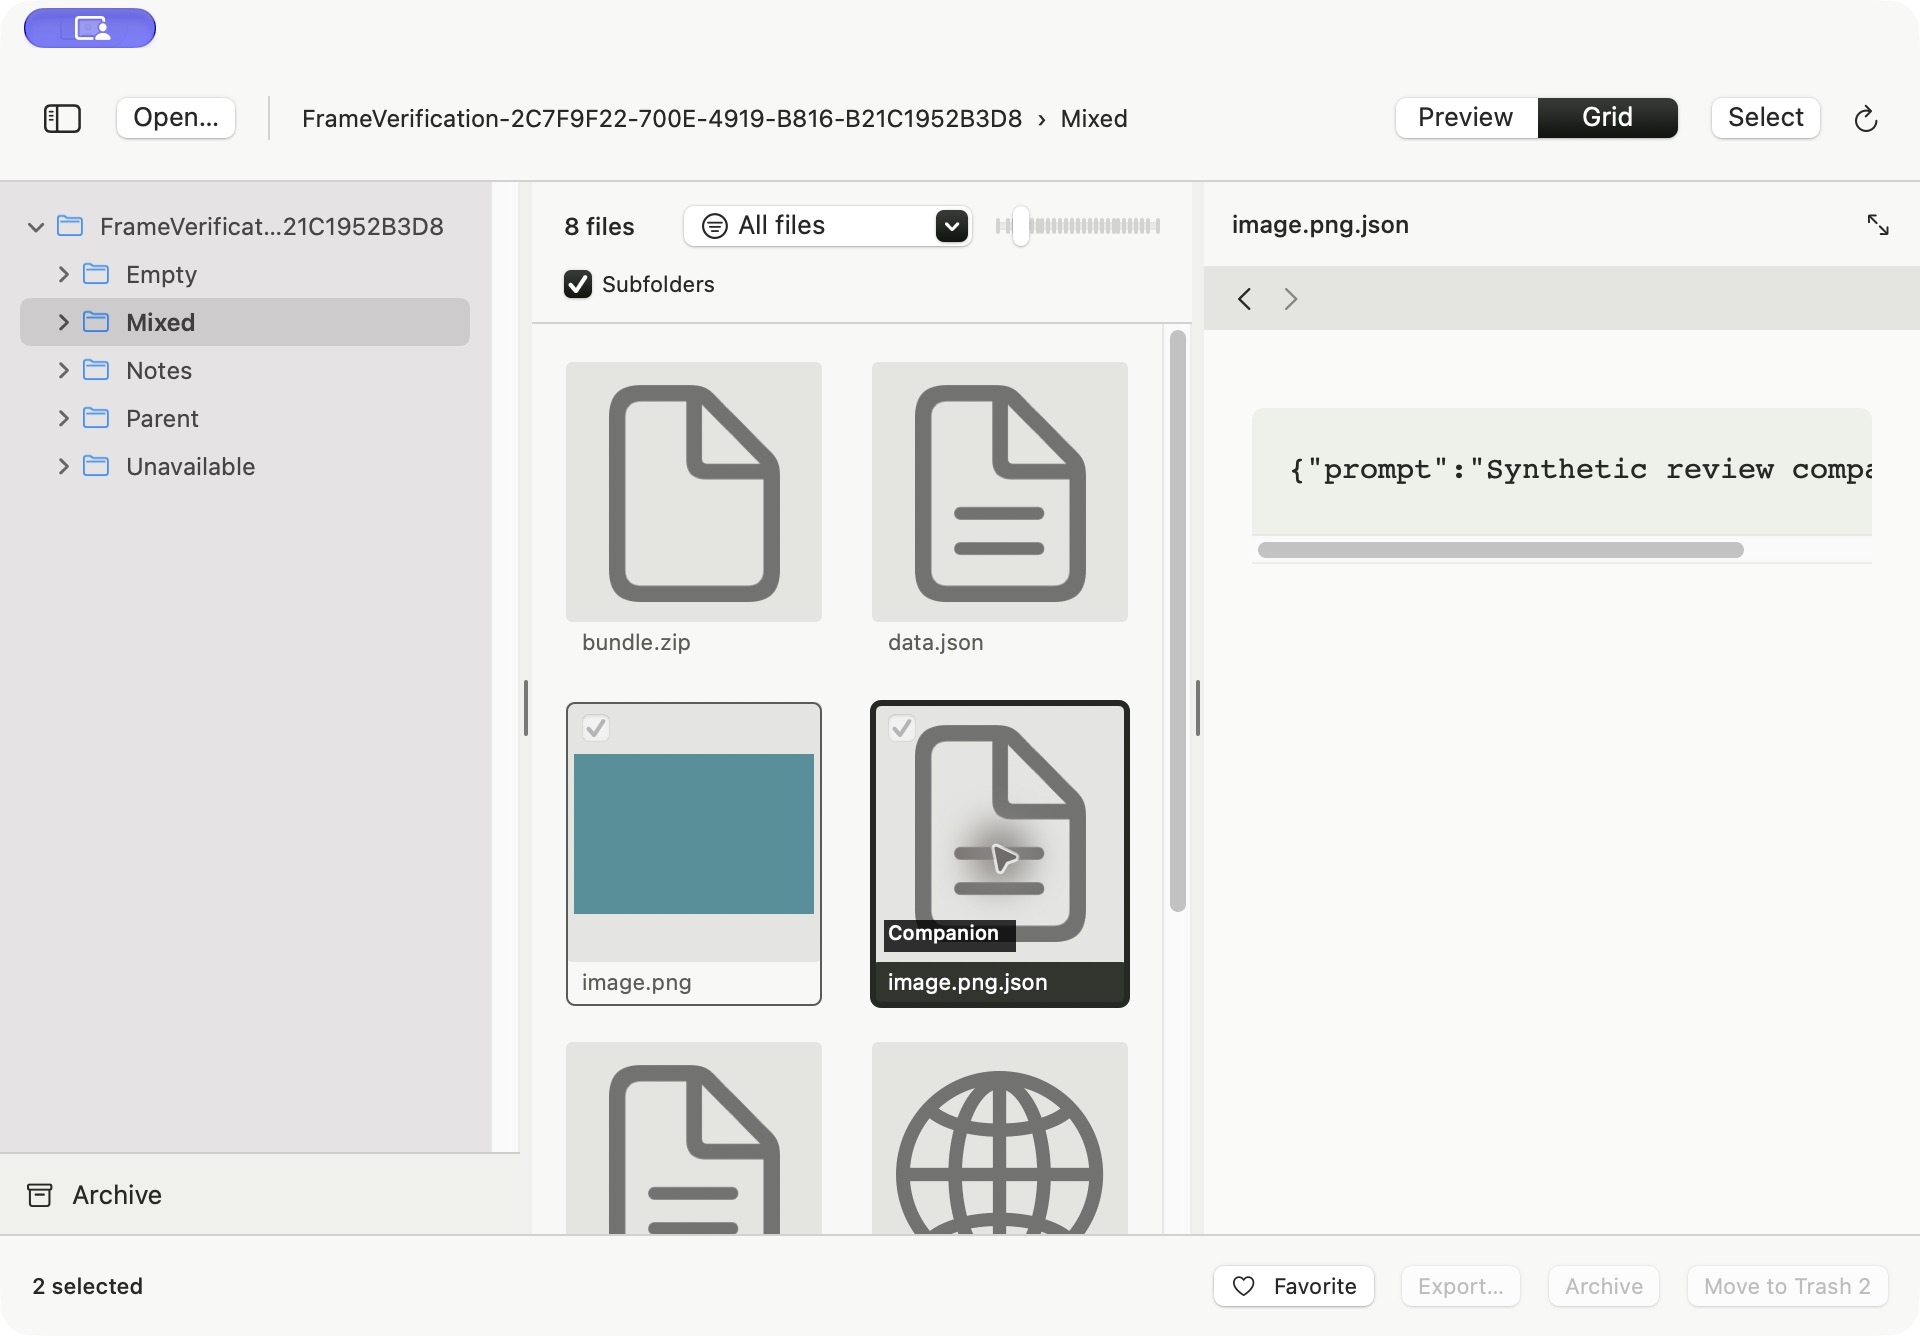 Open...
FrameVerification-2C7F9F22-700E-4919-B816-B21C1952B3D8 › Mixed
Preview
Grid
Select
FrameVerificat...21C1952B3D8
Empty
Mixed
Notes
Parent
Unavailable
Archive
8 files
All files
Subfolders
bundle.zip
data.json
image.png
Companion
image.png.json
image.png.json
{"prompt":"Synthetic review compa
2 selected
Favorite
Export...
Archive
Move to Trash 2